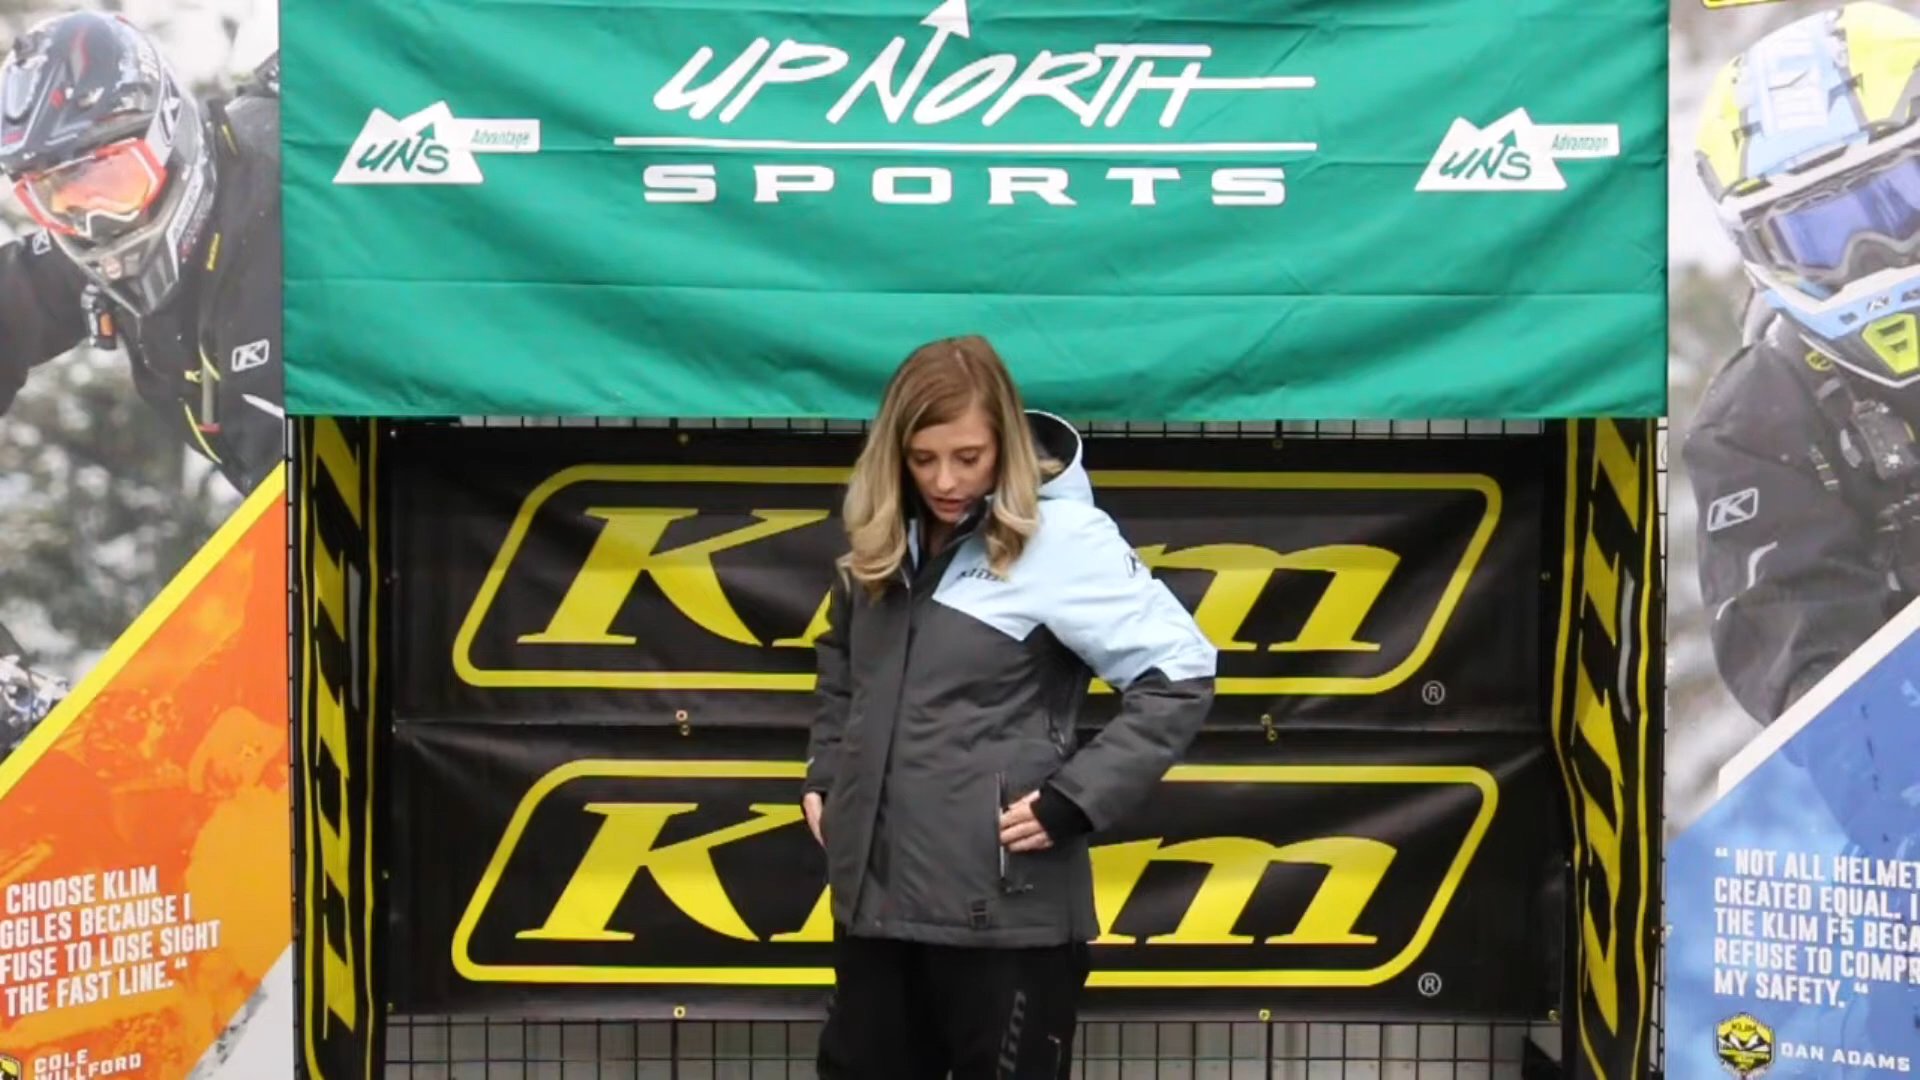 UP NORTH
SPORTS
UNS Advantage
UNS Advantage
KLIM
K m
®
K m
®
CHOOSE KLIM
GGLES BECAUSE I
FUSE TO LOSE SIGHT
THE FAST LINE."
COLE
WILLFORD
" NOT ALL HELMET
CREATED EQUAL. I
THE KLIM F5 BECA
REFUSE TO COMPR
MY SAFETY. "
KLIM
DAN ADAMS